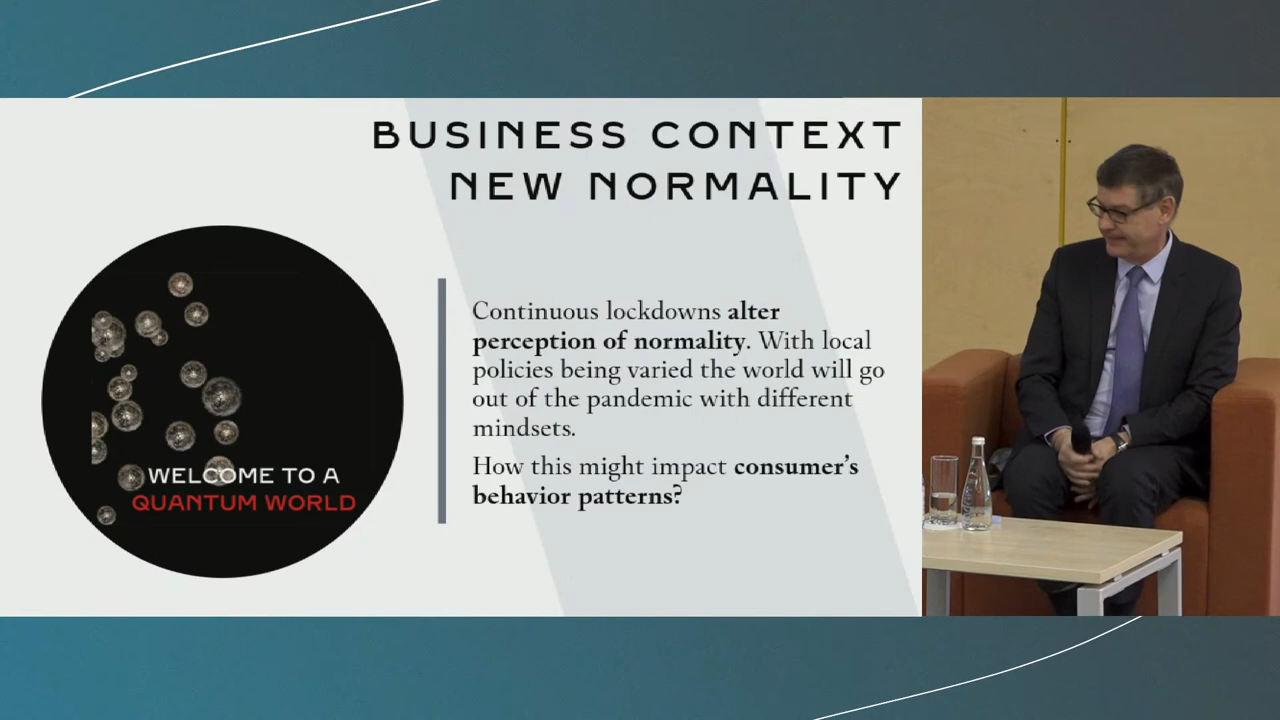 BUSINESS CONTEXT
NEW NORMALITY
Continuous lockdowns alter
perception of normality. With local
policies being varied the world will go
out of the pandemic with different
mindsets.
How this might impact consumer's
behavior patterns?
WELCOME TO A
QUANTUM WORLD